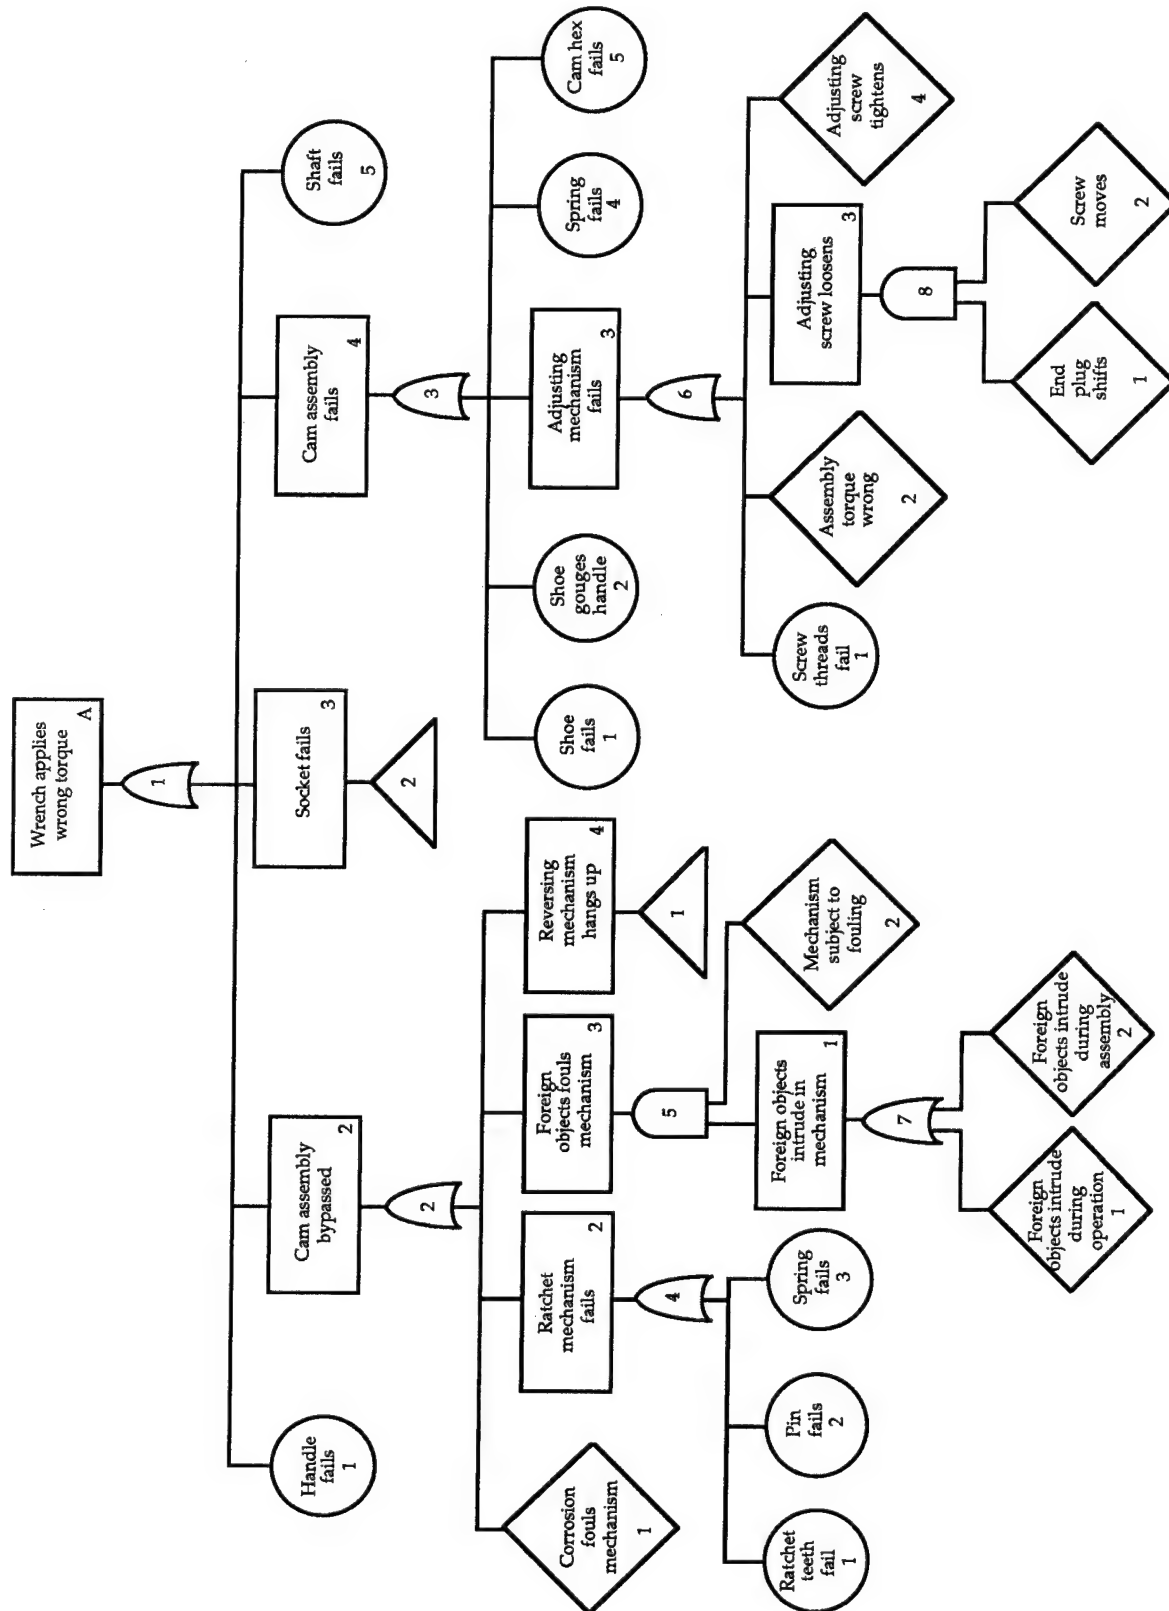 Wrench applies
wrong torque
A
1
Handle
fails
1
Cam assembly
bypassed
2
Socket fails
3
Cam assembly
fails
4
Shaft
fails
5
2
2
3
Corrosion
fouls
mechanism
1
Ratchet
mechanism
fails
2
Foreign
objects fouls
mechanism
3
Reversing
mechanism
hangs up
4
Shoe
fails
1
Shoe
gouges
handle
2
Adjusting
mechanism
fails
3
Spring
fails
4
Cam hex
fails
5
4
5
1
6
Ratchet
teeth
fail
1
Pin
fails
2
Spring
fails
3
Foreign objects
intrude in
mechanism
1
Mechanism
subject to
fouling
2
Screw
threads
fail
1
Assembly
torque
wrong
2
Adjusting
screw loosens
3
Adjusting
screw
tightens
4
7
8
Foreign
objects intrude
during
operation
1
Foreign
objects intrude
during
assembly
2
End
plug
shifts
1
Screw
moves
2